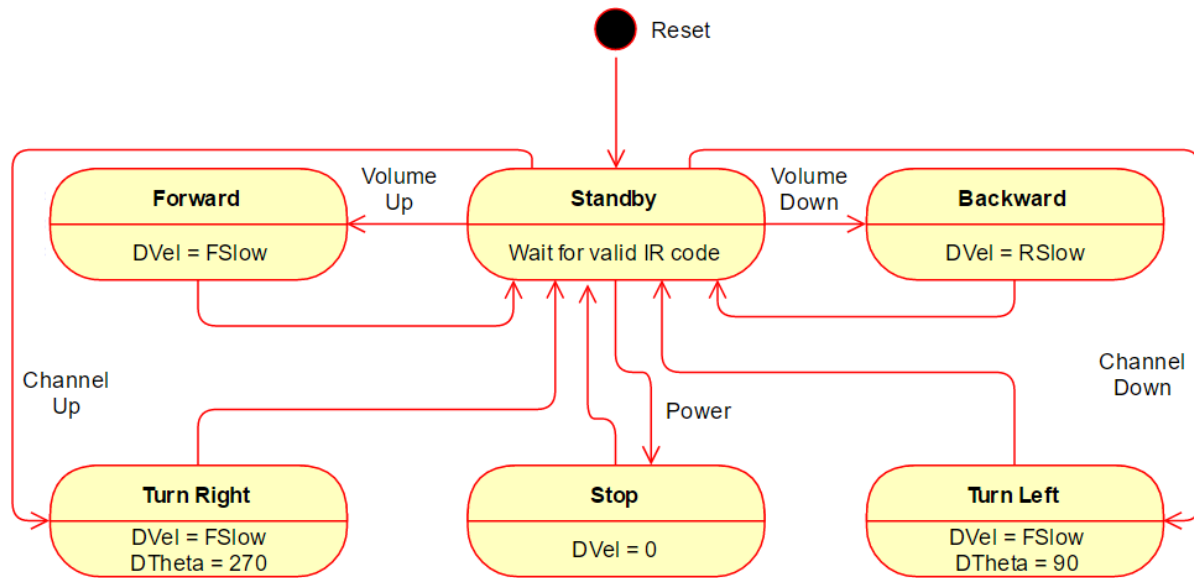 Reset
Forward
DVel = FSlow
Volume
Up
Standby
Wait for valid IR code
Volume
Down
Backward
DVel = RSlow
Channel
Up
Power
Channel
Down
Turn Right
DVel = FSlow
DTheta = 270
Stop
DVel = 0
Turn Left
DVel = FSlow
DTheta = 90